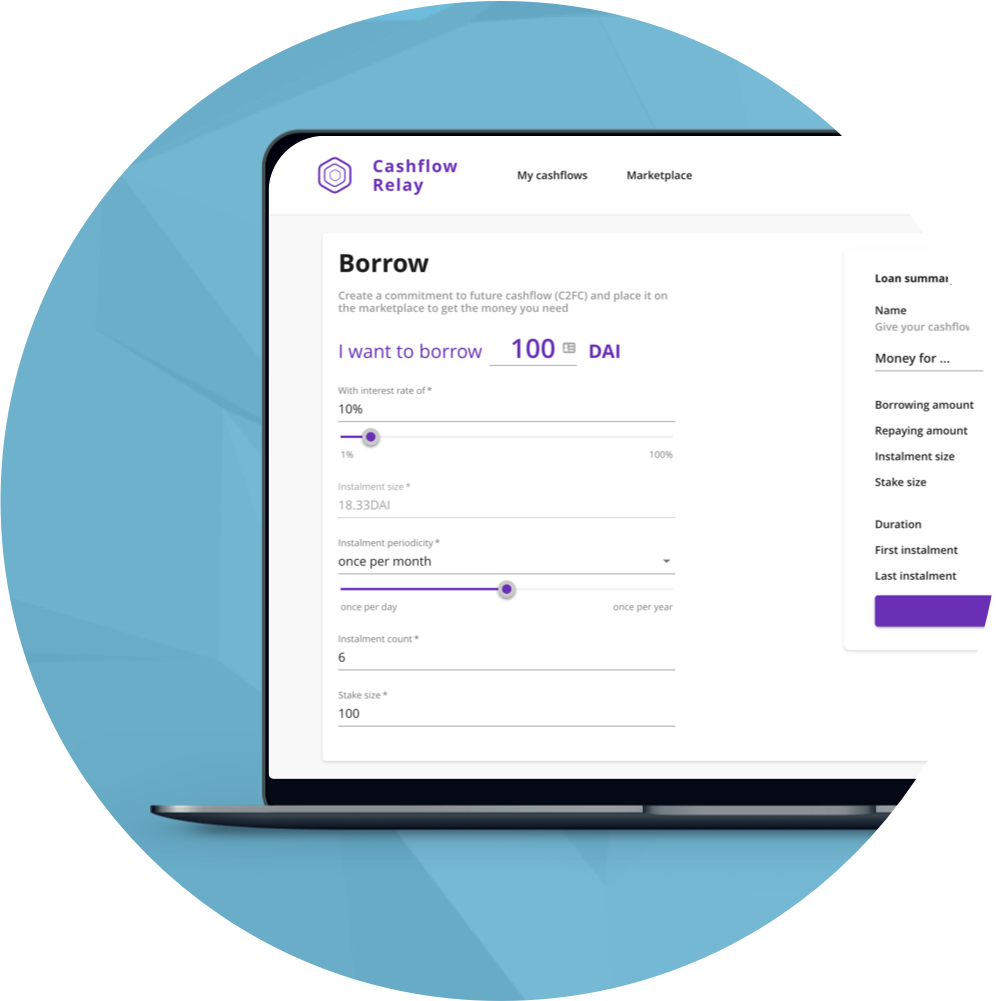 Cashflow
Relay
My cashflows
Marketplace
Borrow
Create a commitment to future cashflow (C2FC) and place it on
the marketplace to get the money you need
I want to borrow 100 DAI
With interest rate of *
10%
1% 100%
Instalment size *
18.33DAI
Instalment periodicity *
once per month
once per day once per year
Instalment count *
6
Stake size *
100
Loan
Name
Give your
Money for ...
Borrowing amount
Repaying amount
Instalment size
Stake size
Duration
First instalment
Last instalment